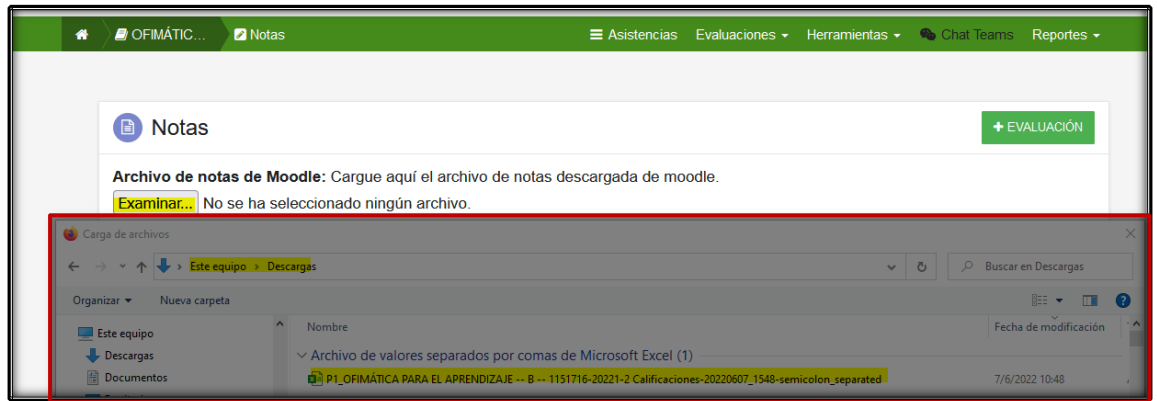 OFIMÁTIC... Notas Asistencias Evaluaciones Herramientas Chat Teams Reportes
Notas
+ EVALUACIÓN
Archivo de notas de Moodle: Cargue aquí el archivo de notas descargada de moodle.
Examinar... No se ha seleccionado ningún archivo.
Carga de archivos
Este equipo > Descargas
Buscar en Descargas
Organizar Nueva carpeta
Este equipo
Descargas
Documentos
Nombre Fecha de modificación
Archivo de valores separados por comas de Microsoft Excel (1)
P1_OFIMÁTICA PARA EL APRENDIZAJE -- B -- 1151716-20221-2 Calificaciones-20220607_1548-semicolon_separated 7/6/2022 10:48